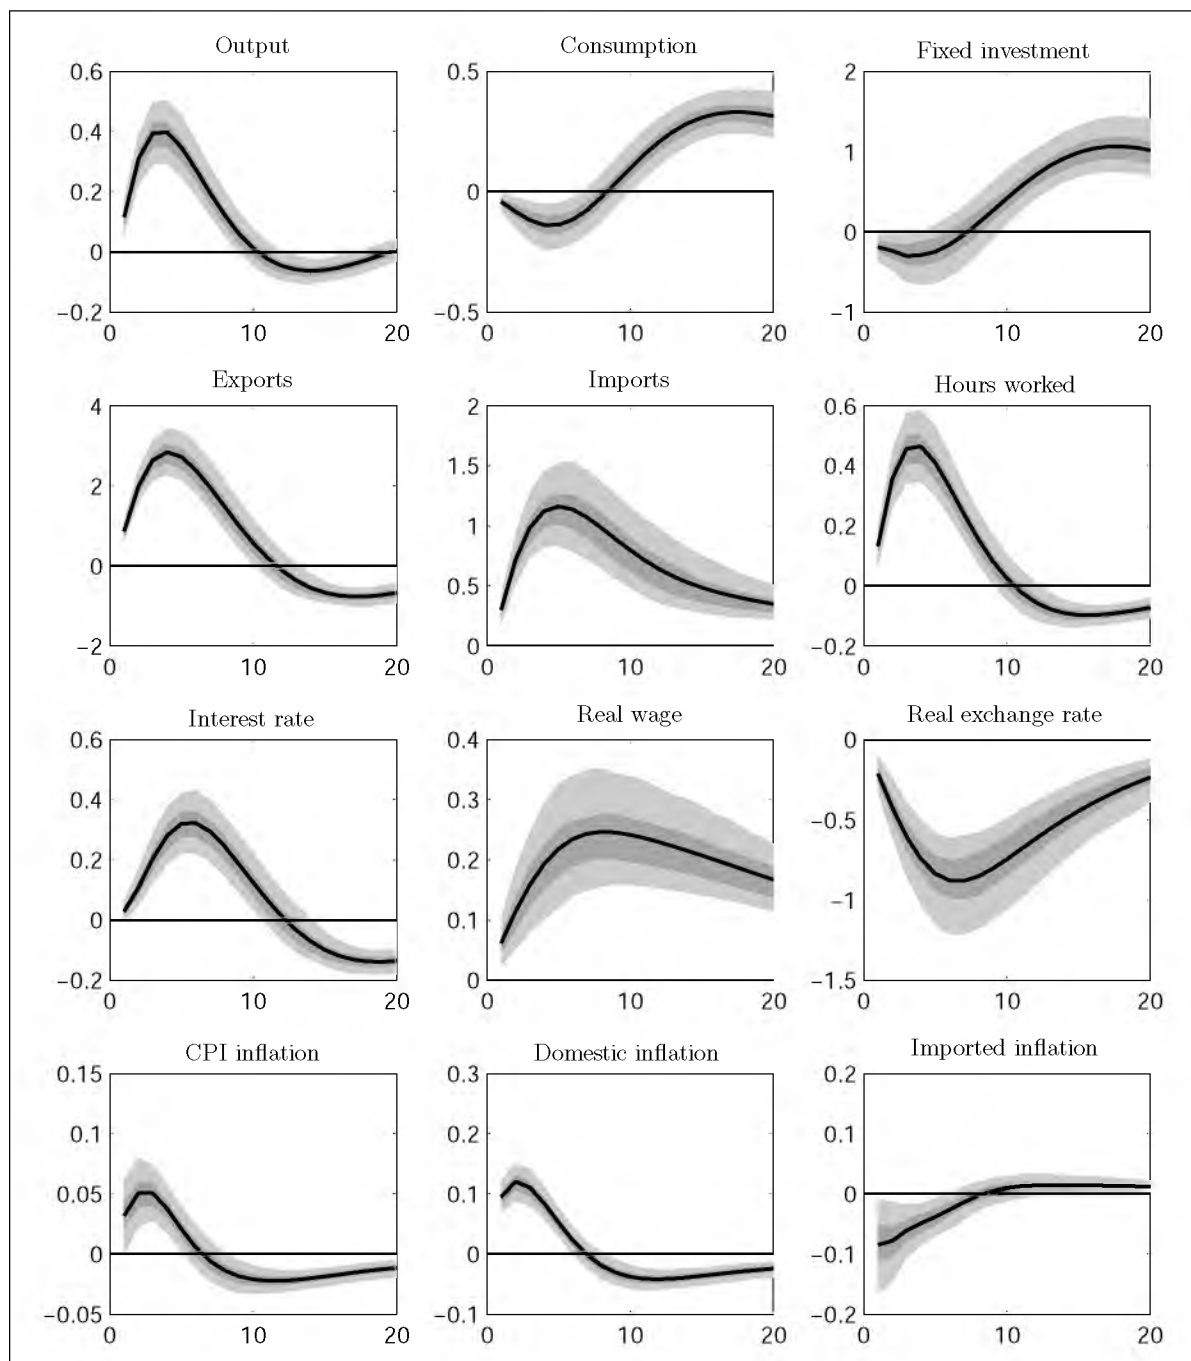 Output Consumption Fixed investment
0.6 0.5 2
0.4 1
0.2 0
0 0
−0.2 −0.5 −1
0 10 20 0 10 20 0 10 20
Exports Imports Hours worked
4 2 0.6
1.5 0.4
2 1 0.2
0 0.5 0
−2 0 −0.2
0 10 20 0 10 20 0 10 20
Interest rate Real wage Real exchange rate
0.6 0.4 0
0.4 0.3 −0.5
0.2 0.2
0 0.1 −1
−0.2 0 −1.5
0 10 20 0 10 20 0 10 20
CPI inflation Domestic inflation Imported inflation
0.15 0.3 0.2
0.1 0.2 0.1
0.05 0.1 0
0 0 −0.1
−0.05 −0.1 −0.2
0 10 20 0 10 20 0 10 20